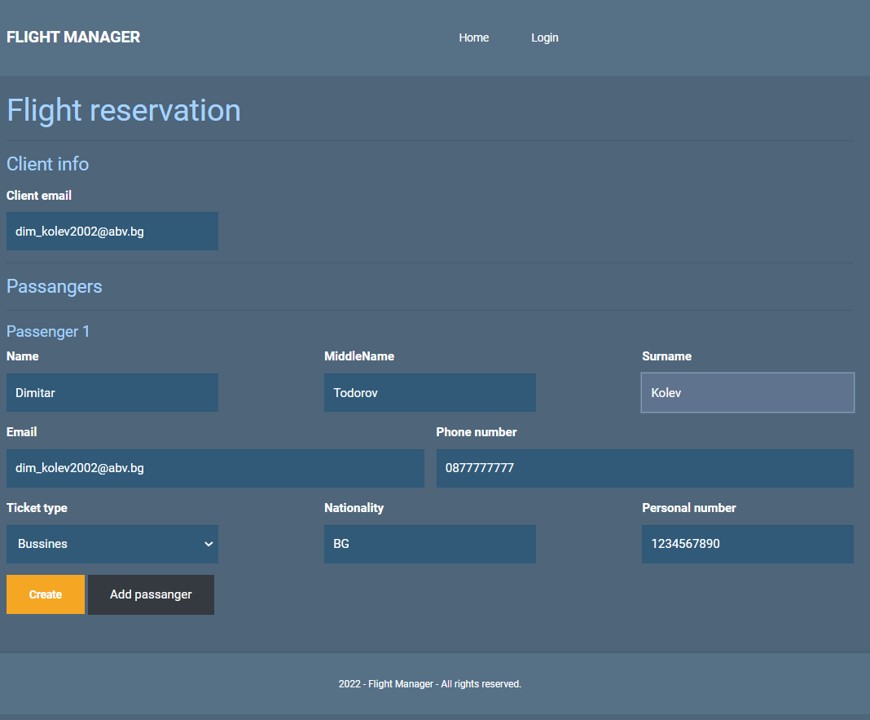 FLIGHT MANAGER Home Login
Flight reservation
Client info
Client email
dim_kolev2002@abv.bg
Passangers
Passenger 1
Name MiddleName Surname
Dimitar Todorov Kolev
Email Phone number
dim_kolev2002@abv.bg 0877777777
Ticket type Nationality Personal number
Bussines BG 1234567890
Create Add passanger
2022 - Flight Manager - All rights reserved.